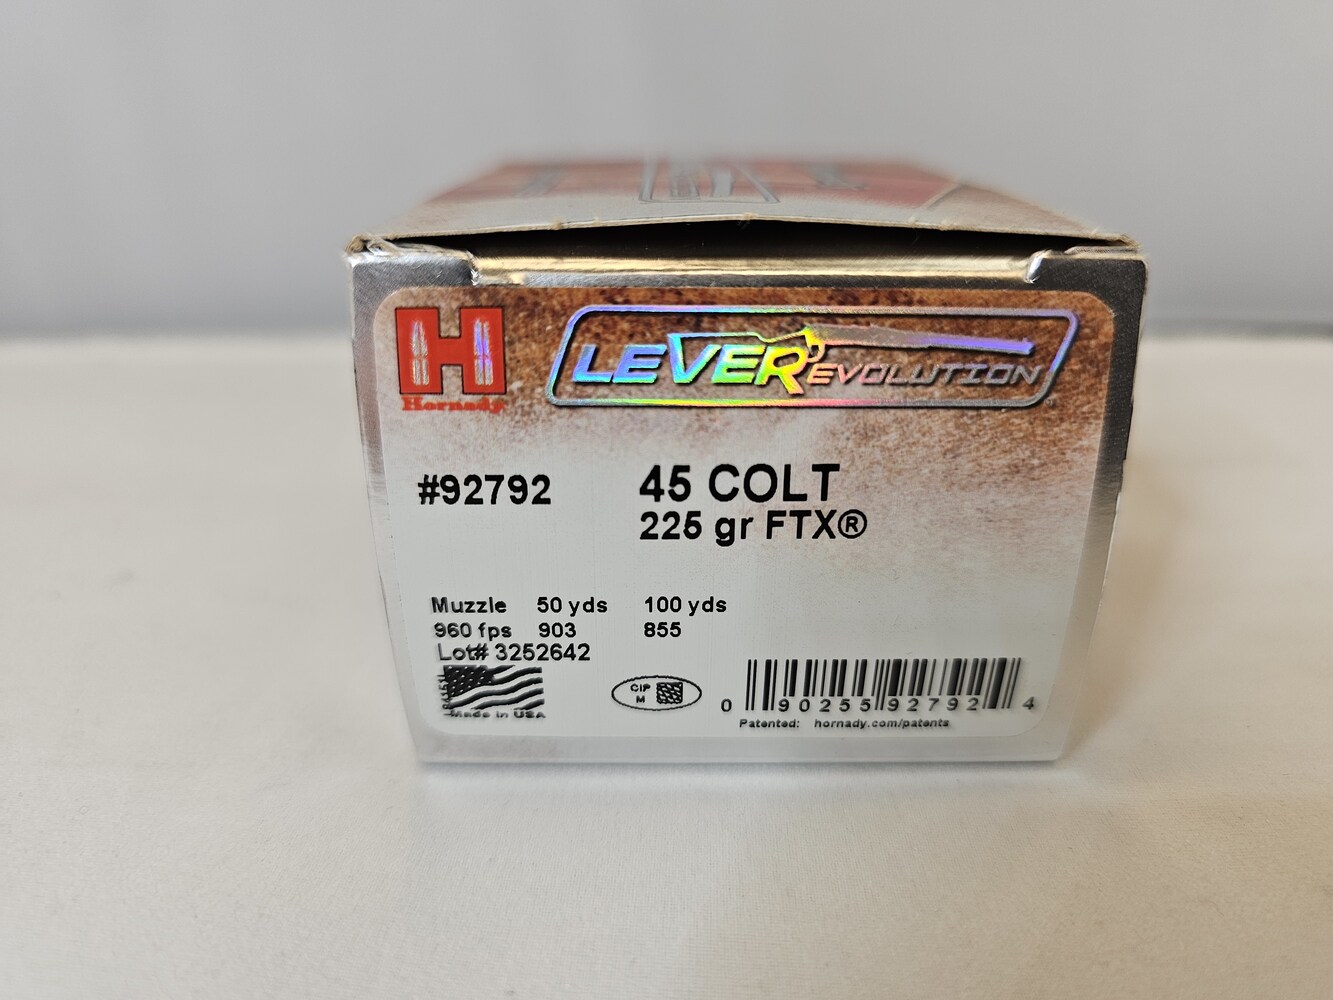 H
Hornady
LEVEREVOLUTION
#92792
45 COLT
225 gr FTX®
Muzzle 50 yds 100 yds
960 fps 903 855
Lot# 3252642
Made in USA
CIP
M
0 90255 92792 4
Patented: hornady.com/patents